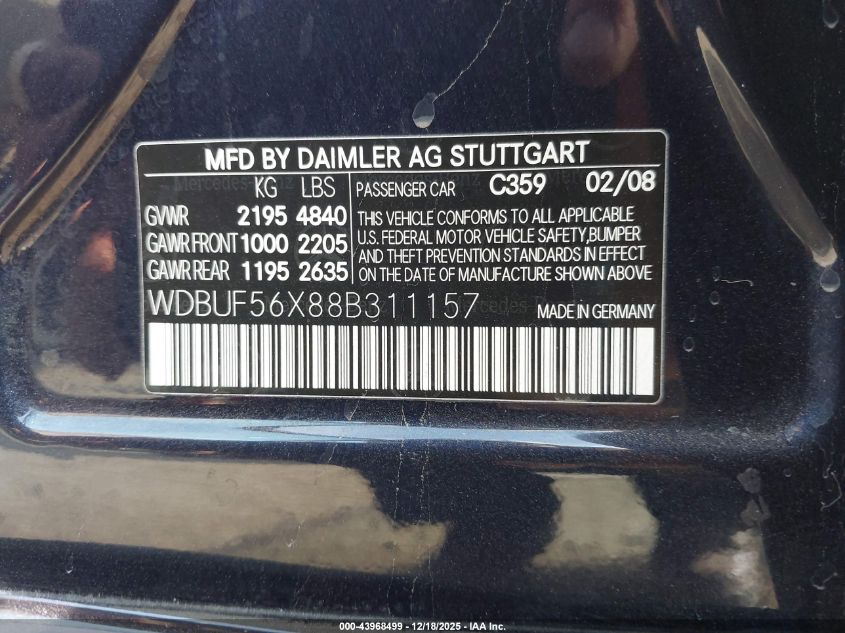 MFD BY DAIMLER AG STUTTGART
KG LBS PASSENGER CAR C359 02/08
GVWR 2195 4840 THIS VEHICLE CONFORMS TO ALL APPLICABLE
GAWR FRONT 1000 2205 U.S. FEDERAL MOTOR VEHICLE SAFETY,BUMPER
AND THEFT PREVENTION STANDARDS IN EFFECT
GAWR REAR 1195 2635 ON THE DATE OF MANUFACTURE SHOWN ABOVE
WDBUF56X88B311157 MADE IN GERMANY
000-43968499 - 12/18/2025 - IAA Inc.